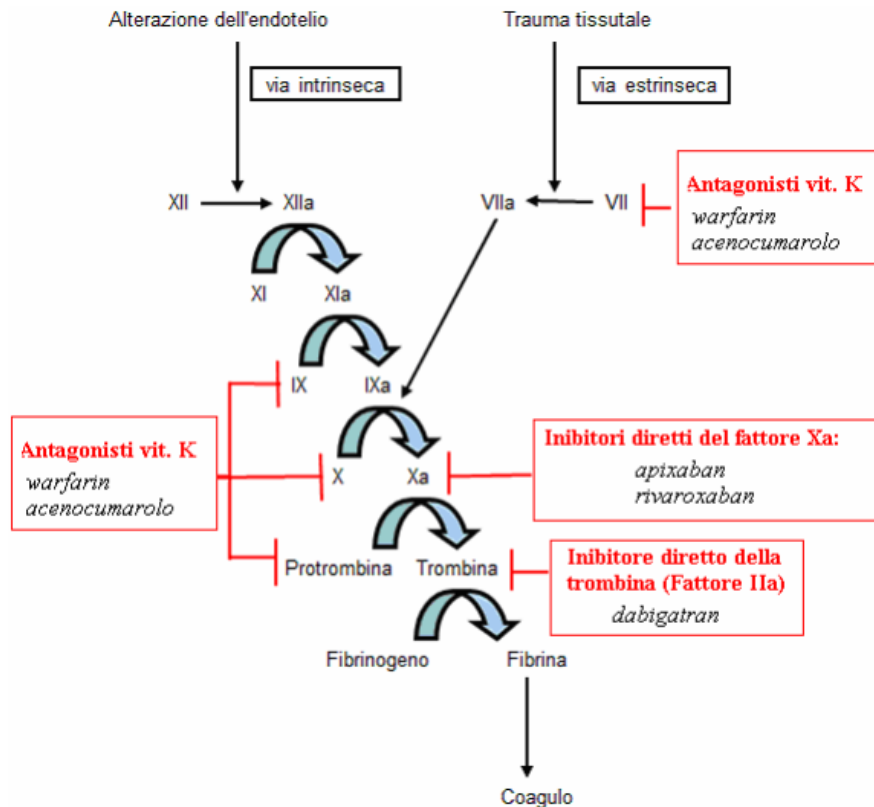 Alterazione dell'endotelio
Trauma tissutale
via intrinseca
via estrinseca
XII
XIIa
VIIa
VII
Antagonisti vit. K
warfarin
acenocumarolo
XI
XIa
IX
IXa
Antagonisti vit. K
warfarin
acenocumarolo
X
Xa
Inibitori diretti del fattore Xa:
apixaban
rivaroxaban
Protrombina
Trombina
Inibitore diretto della
trombina (Fattore IIa)
dabigatran
Fibrinogeno
Fibrina
Coagulo